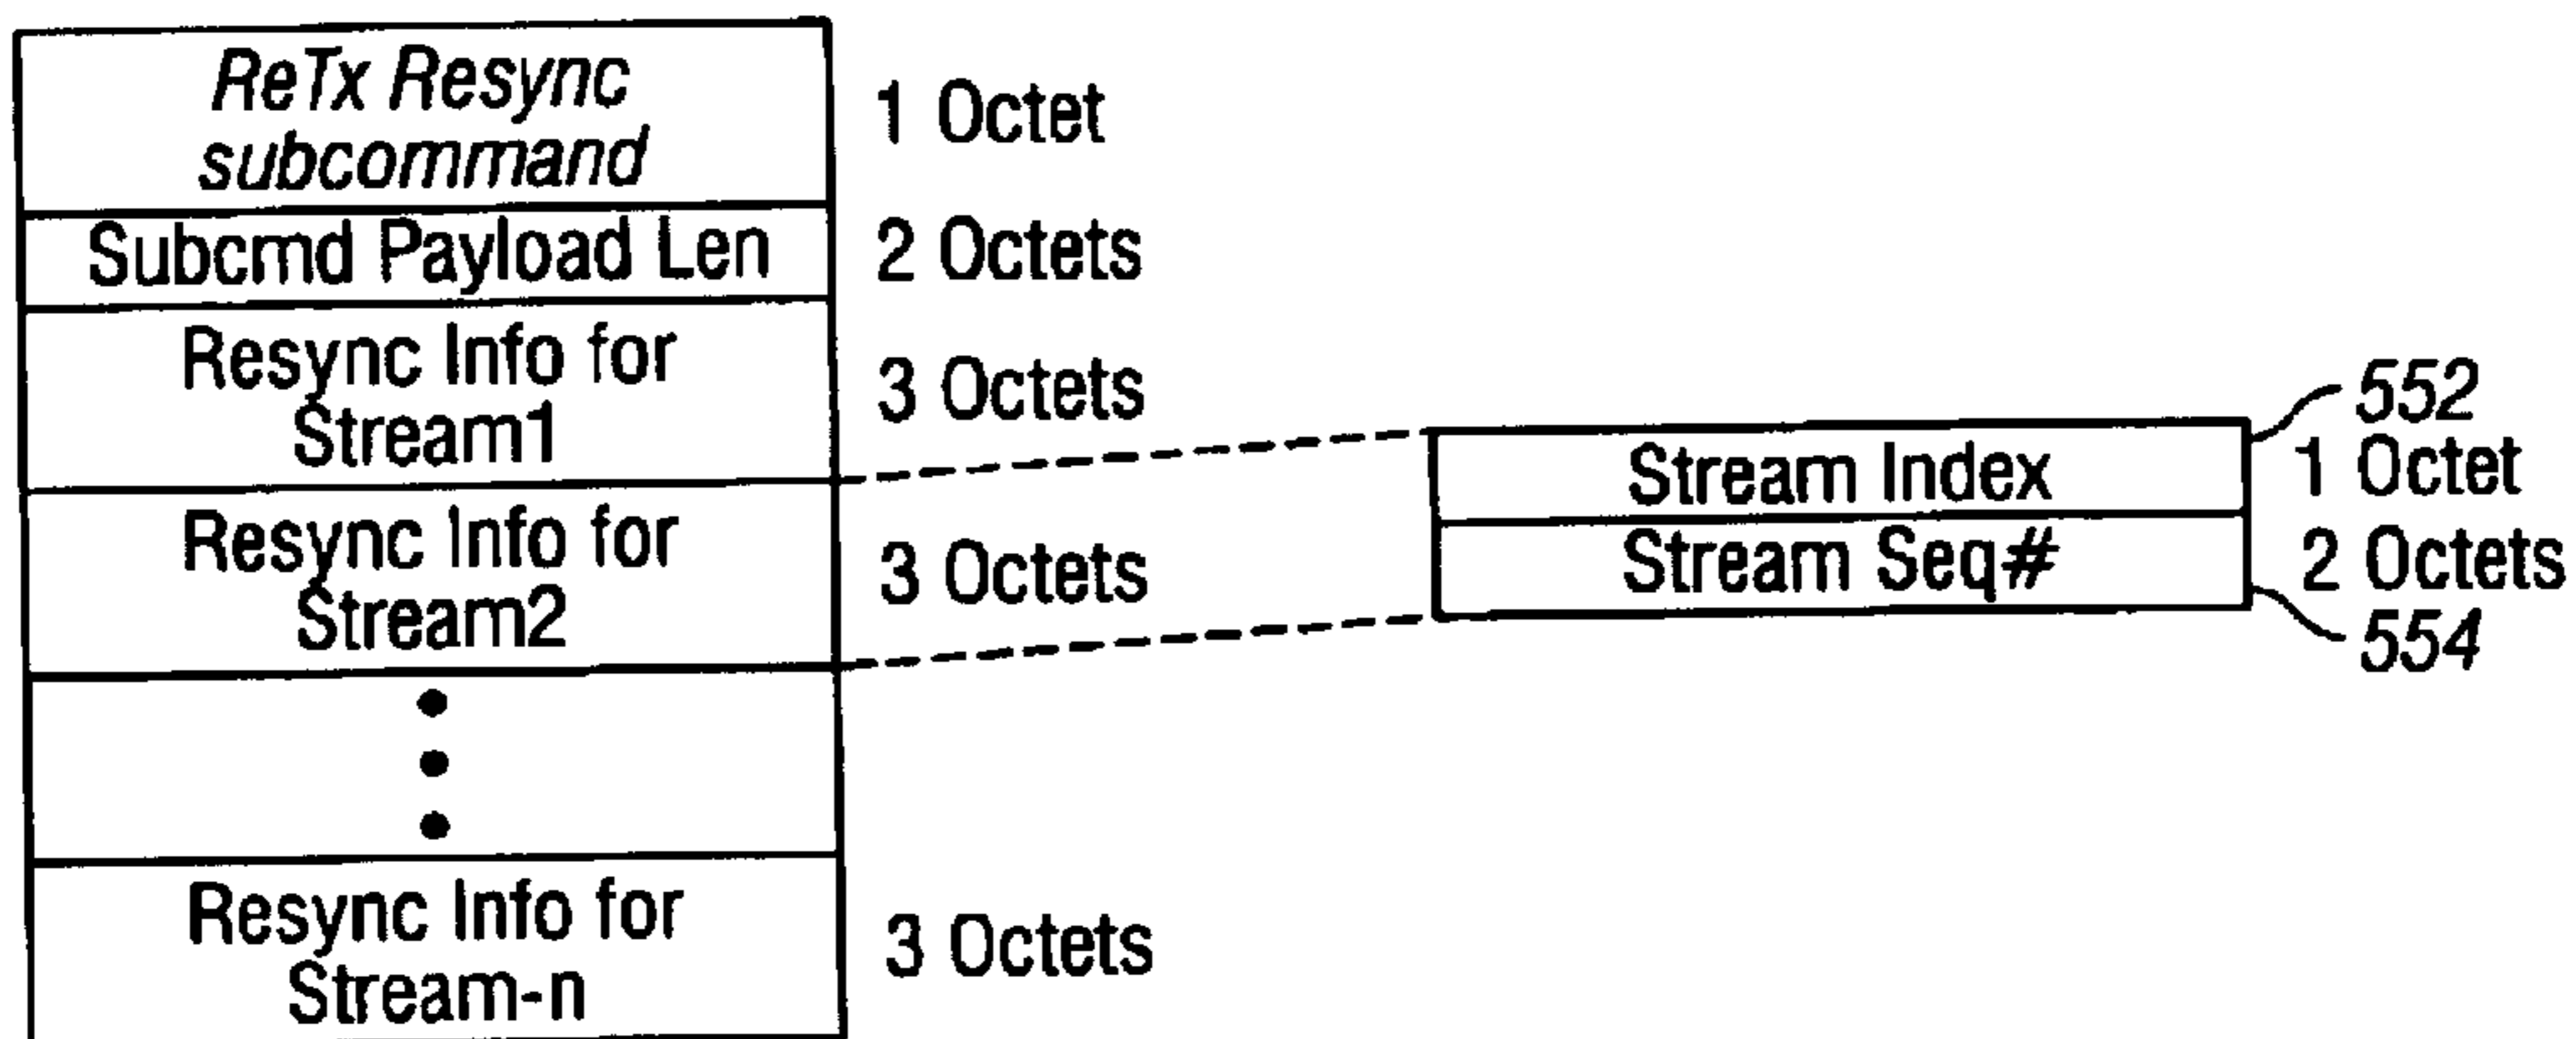 ReTx Resync
subcommand
1 Octet
Subcmd Payload Len
2 Octets
Resync Info for
Stream1
3 Octets
Resync Info for
Stream2
3 Octets
552
Stream Index
1 Octet
Stream Seq#
2 Octets
554
Resync Info for
Stream-n
3 Octets